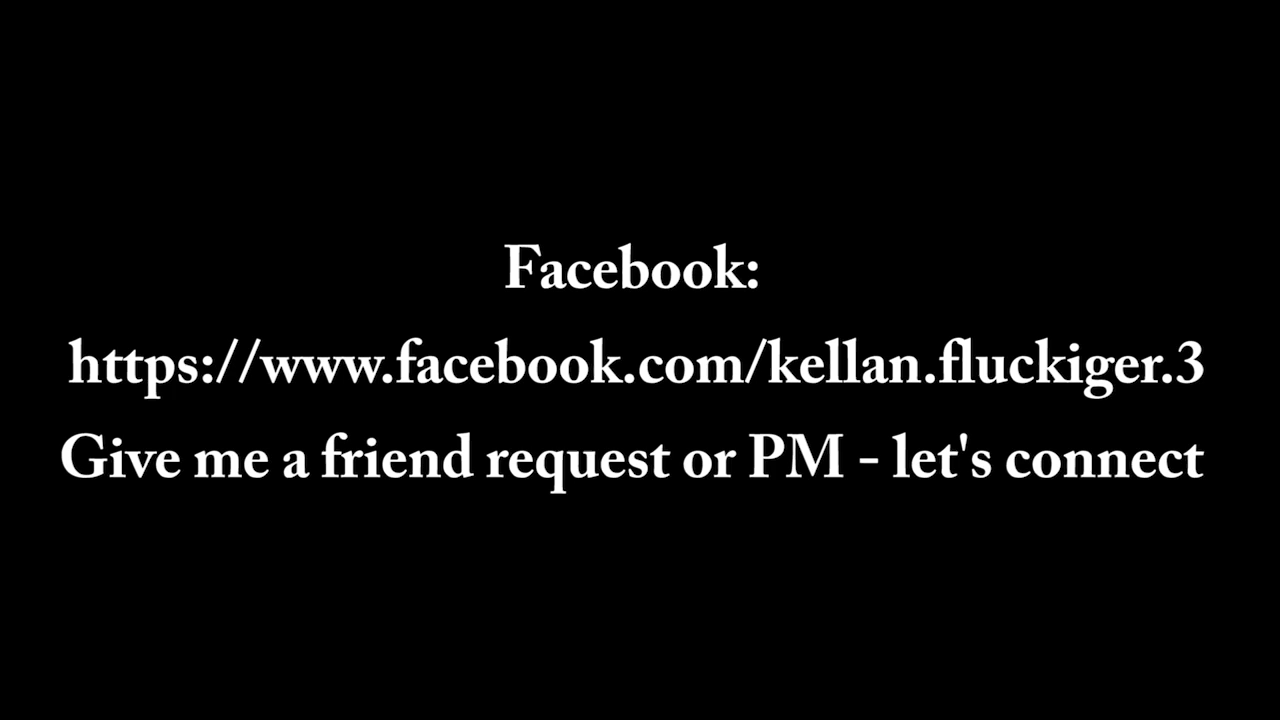 Facebook:
https://www.facebook.com/kellan.fluckiger.3
Give me a friend request or PM - let's connect